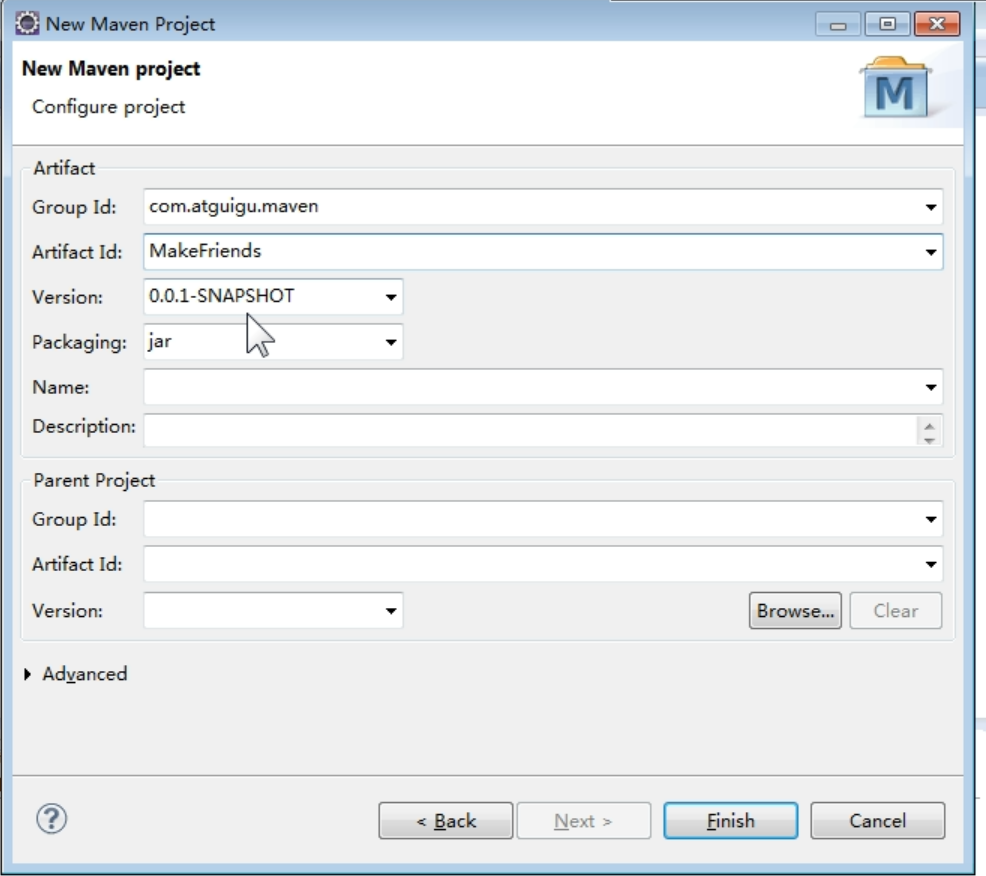 New Maven Project
New Maven project
Configure project
M
Artifact
Group Id: com.atguigu.maven
Artifact Id: MakeFriends
Version: 0.0.1-SNAPSHOT
Packaging: jar
Name:
Description:
Parent Project
Group Id:
Artifact Id:
Version: Browse... Clear
Advanced
? < Back Next > Finish Cancel